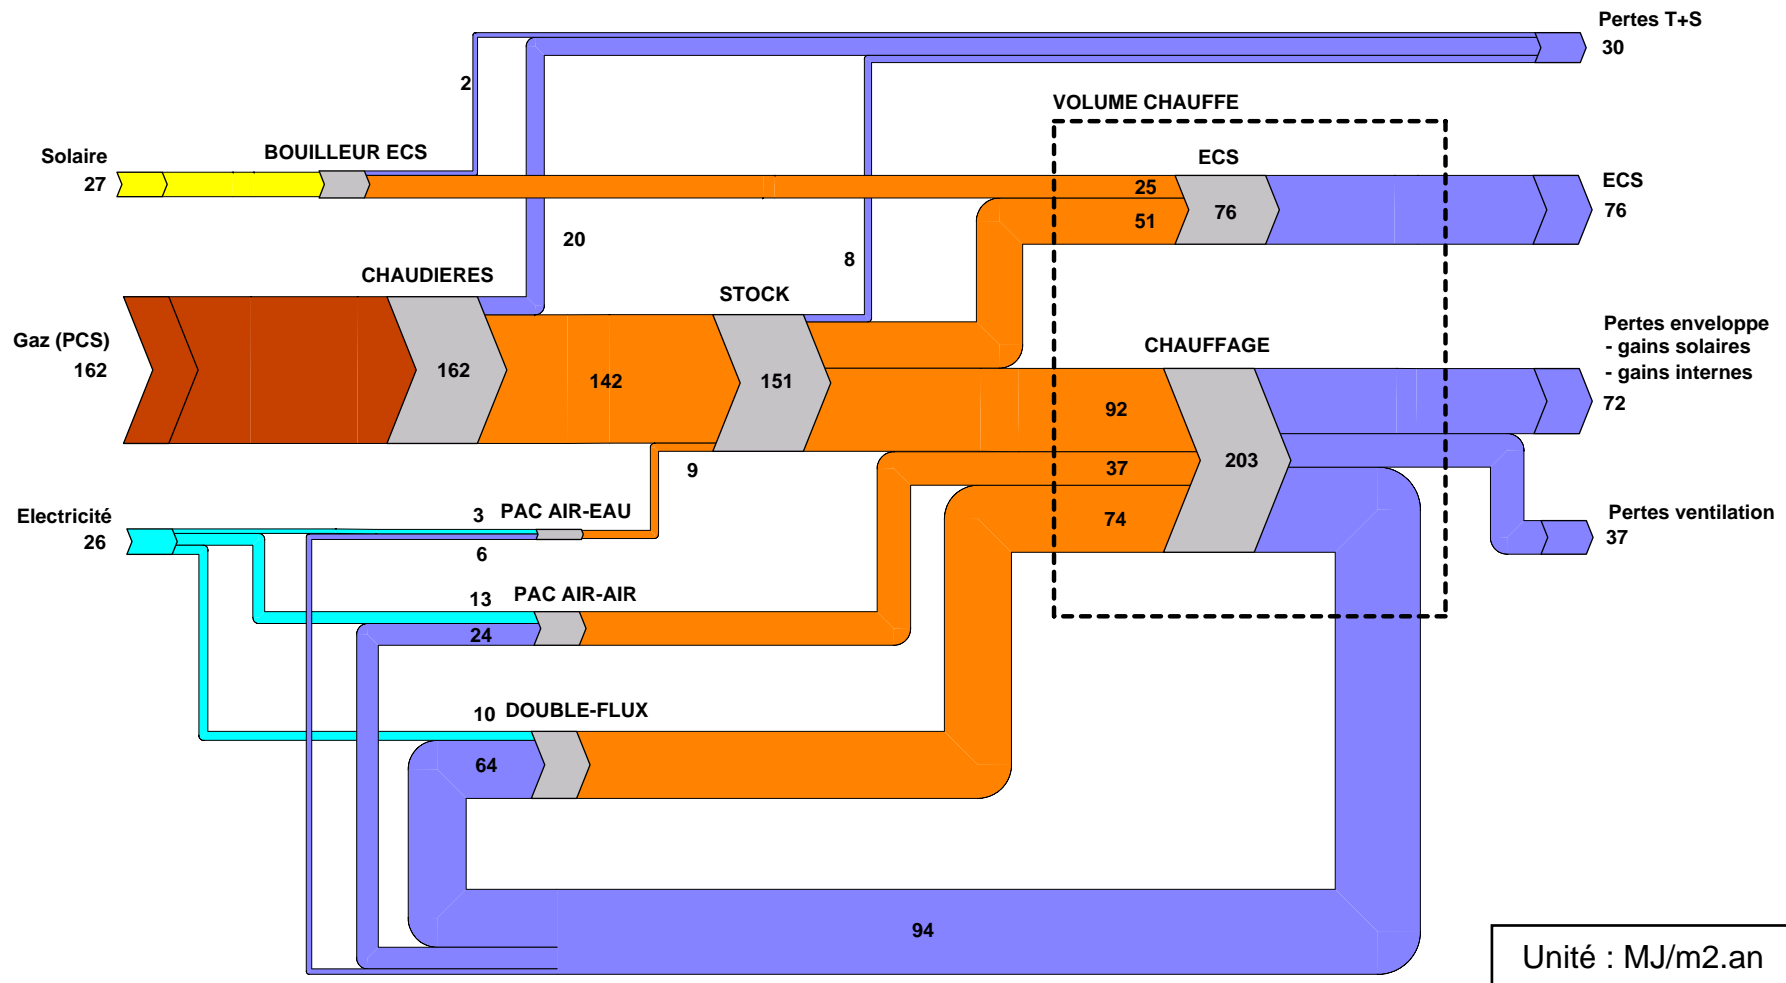 Pertes T+S
30
2
VOLUME CHAUFFE
Solaire
27
BOUILLEUR ECS
ECS
25
51
76
ECS
76
20
8
CHAUDIERES
STOCK
Gaz (PCS)
162
162
142
151
CHAUFFAGE
92
37
74
203
Pertes enveloppe
- gains solaires
- gains internes
72
9
Electricité
26
3
PAC AIR-EAU
6
Pertes ventilation
37
13
PAC AIR-AIR
24
10
DOUBLE-FLUX
64
94
Unité : MJ/m2.an